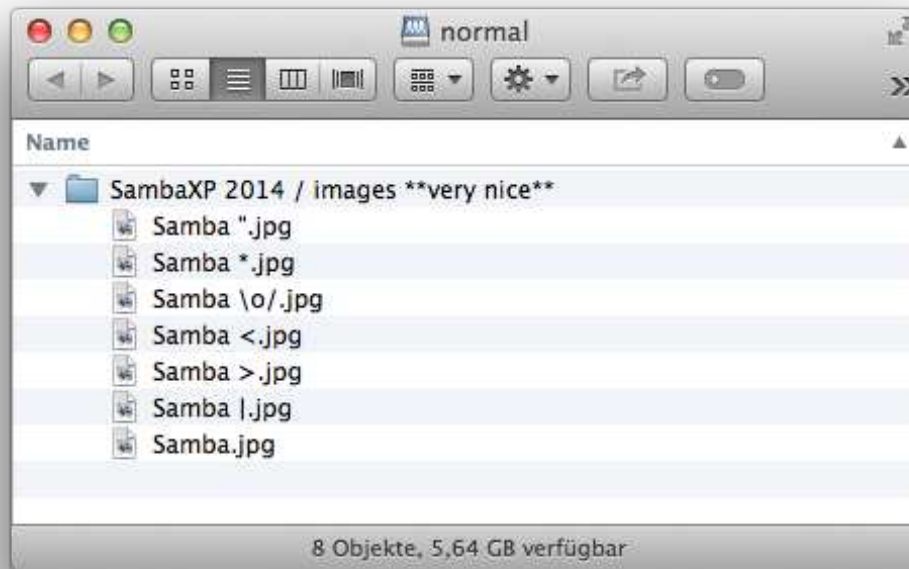 normal
Name
SambaXP 2014 / images **very nice**
Samba ".jpg
Samba *.jpg
Samba \o/.jpg
Samba <.jpg
Samba >.jpg
Samba |.jpg
Samba.jpg
8 Objekte, 5,64 GB verfügbar